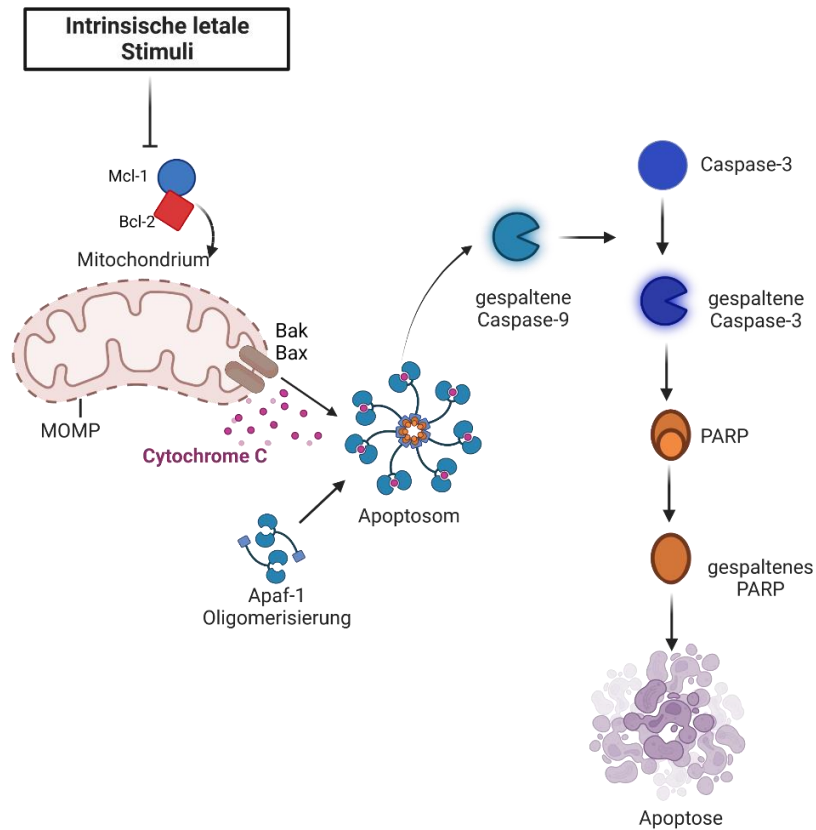 Intrinsische letale
Stimuli
Mcl-1
Bcl-2
Mitochondrium
Bak
Bax
MOMP
Cytochrome C
Apoptosom
Apaf-1
Oligomerisierung
gespaltene
Caspase-9
Caspase-3
gespaltene
Caspase-3
PARP
gespaltenes
PARP
Apoptose